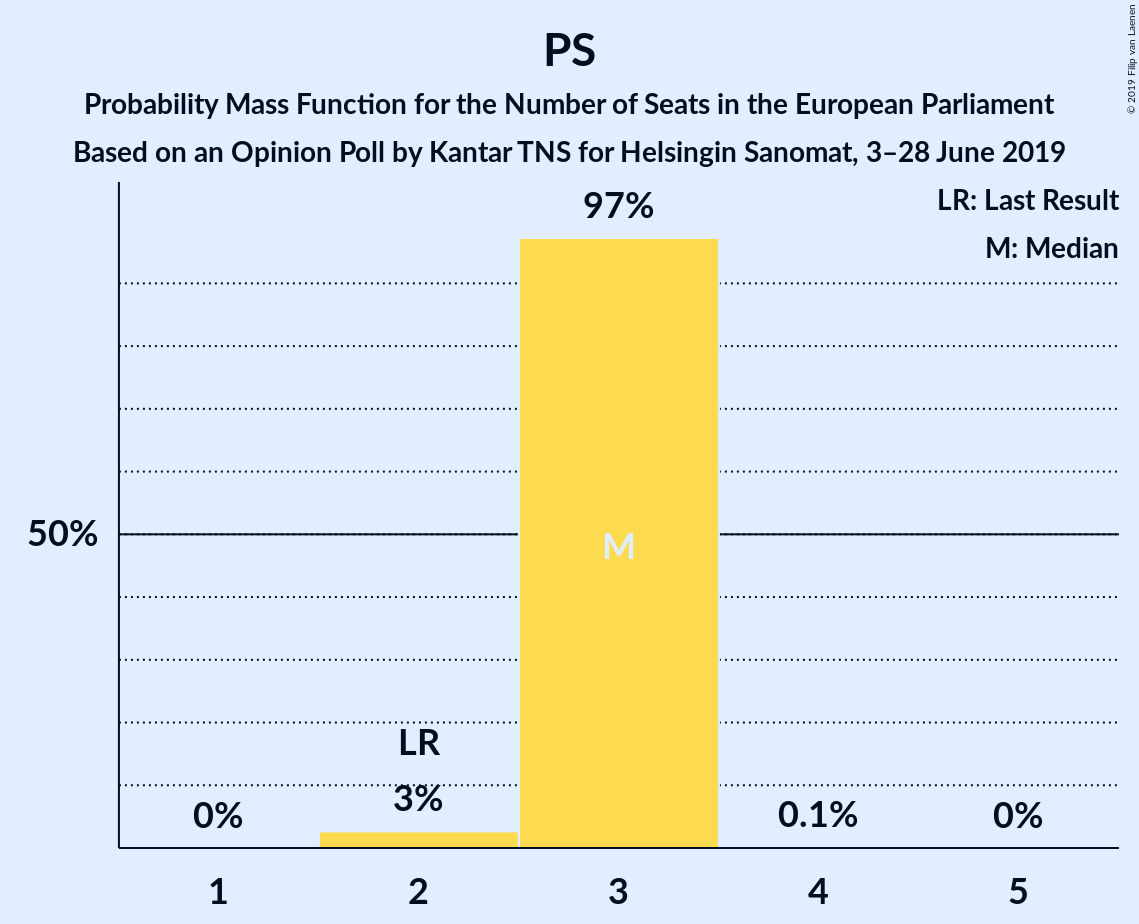 PS
Probability Mass Function for the Number of Seats in the European Parliament
Based on an Opinion Poll by Kantar TNS for Helsingin Sanomat, 3–28 June 2019
© 2019 Filip van Laenen
LR: Last Result
M: Median
97%
50%
M
LR
0%
3%
0.1%
0%
1
2
3
4
5